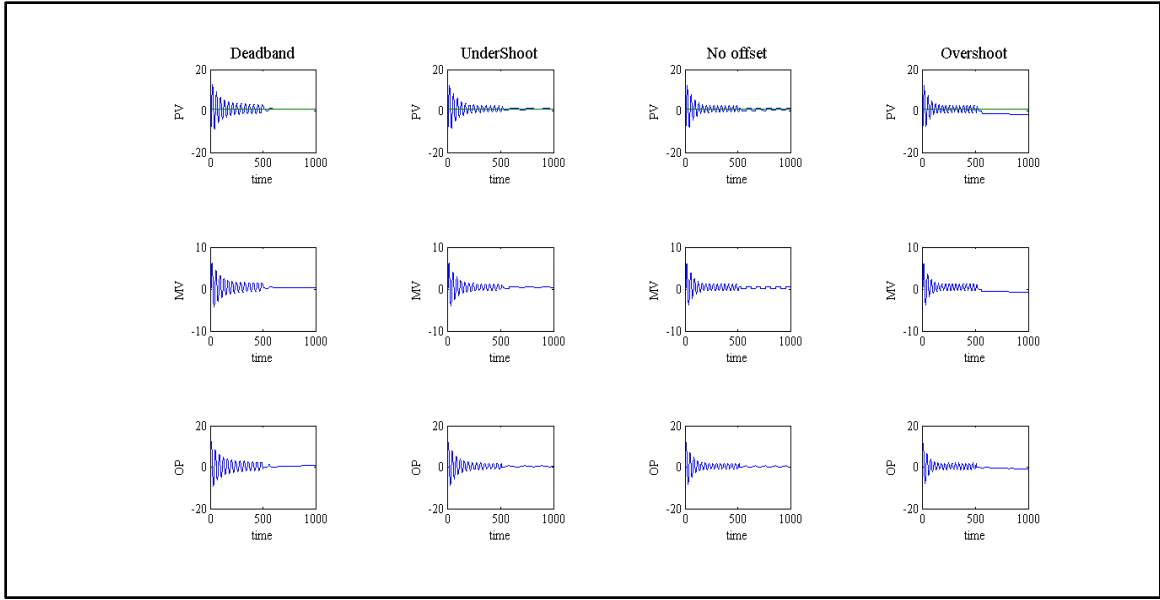 Deadband UnderShoot No offset Overshoot
20 20 20 20
PV 0 PV 0 PV 0 PV 0
-20 -20 -20 -20
0 500 1000 0 500 1000 0 500 1000 0 500 1000
time time time time
10 10 10 10
MV 0 MV 0 MV 0 MV 0
-10 -10 -10 -10
0 500 1000 0 500 1000 0 500 1000 0 500 1000
time time time time
20 20 20 20
OP 0 OP 0 OP 0 OP 0
-20 -20 -20 -20
0 500 1000 0 500 1000 0 500 1000 0 500 1000
time time time time